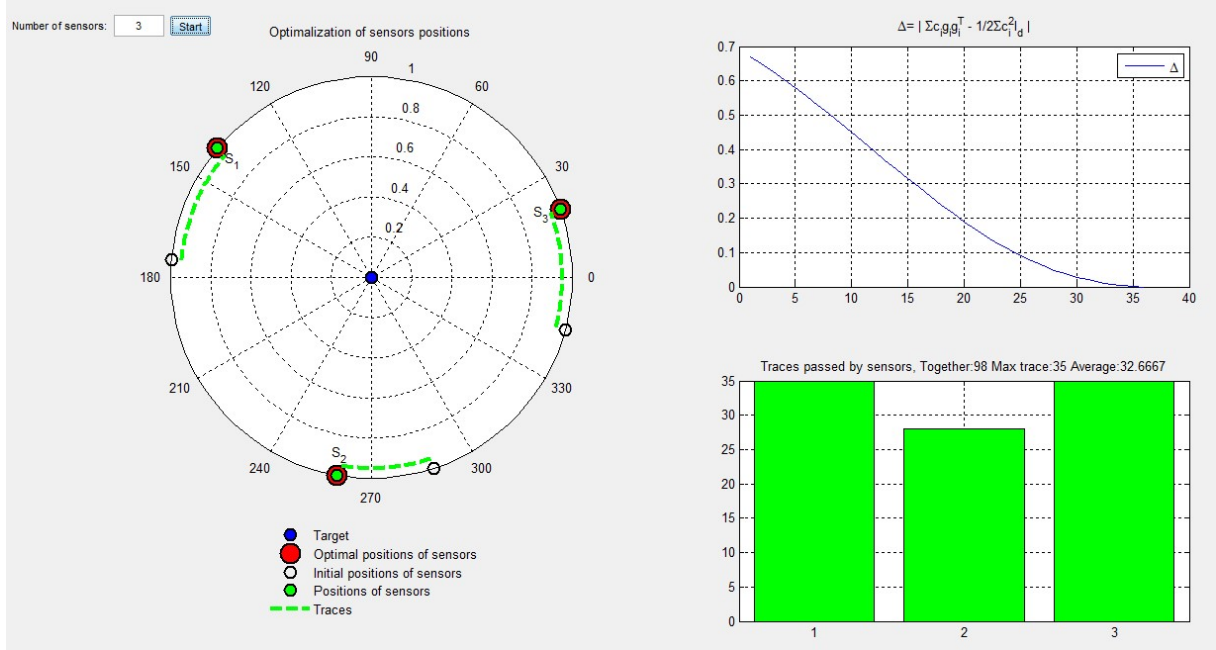 Number of sensors: 3 Start
Optimalization of sensors positions
90
120 1 60
0.8
150 0.6 30
0.4
0.2
S1
S3
180 0
210 330
S2
240 300
270
Target
Optimal positions of sensors
Initial positions of sensors
Positions of sensors
Traces
Δ= | Σcᵢgᵢgᵢᵀ - 1/2Σcᵢ²I_d |
Δ
0.7
0.6
0.5
0.4
0.3
0.2
0.1
0
0 5 10 15 20 25 30 35 40
Traces passed by sensors, Together:98 Max trace:35 Average:32.6667
35
30
25
20
15
10
5
0
1 2 3